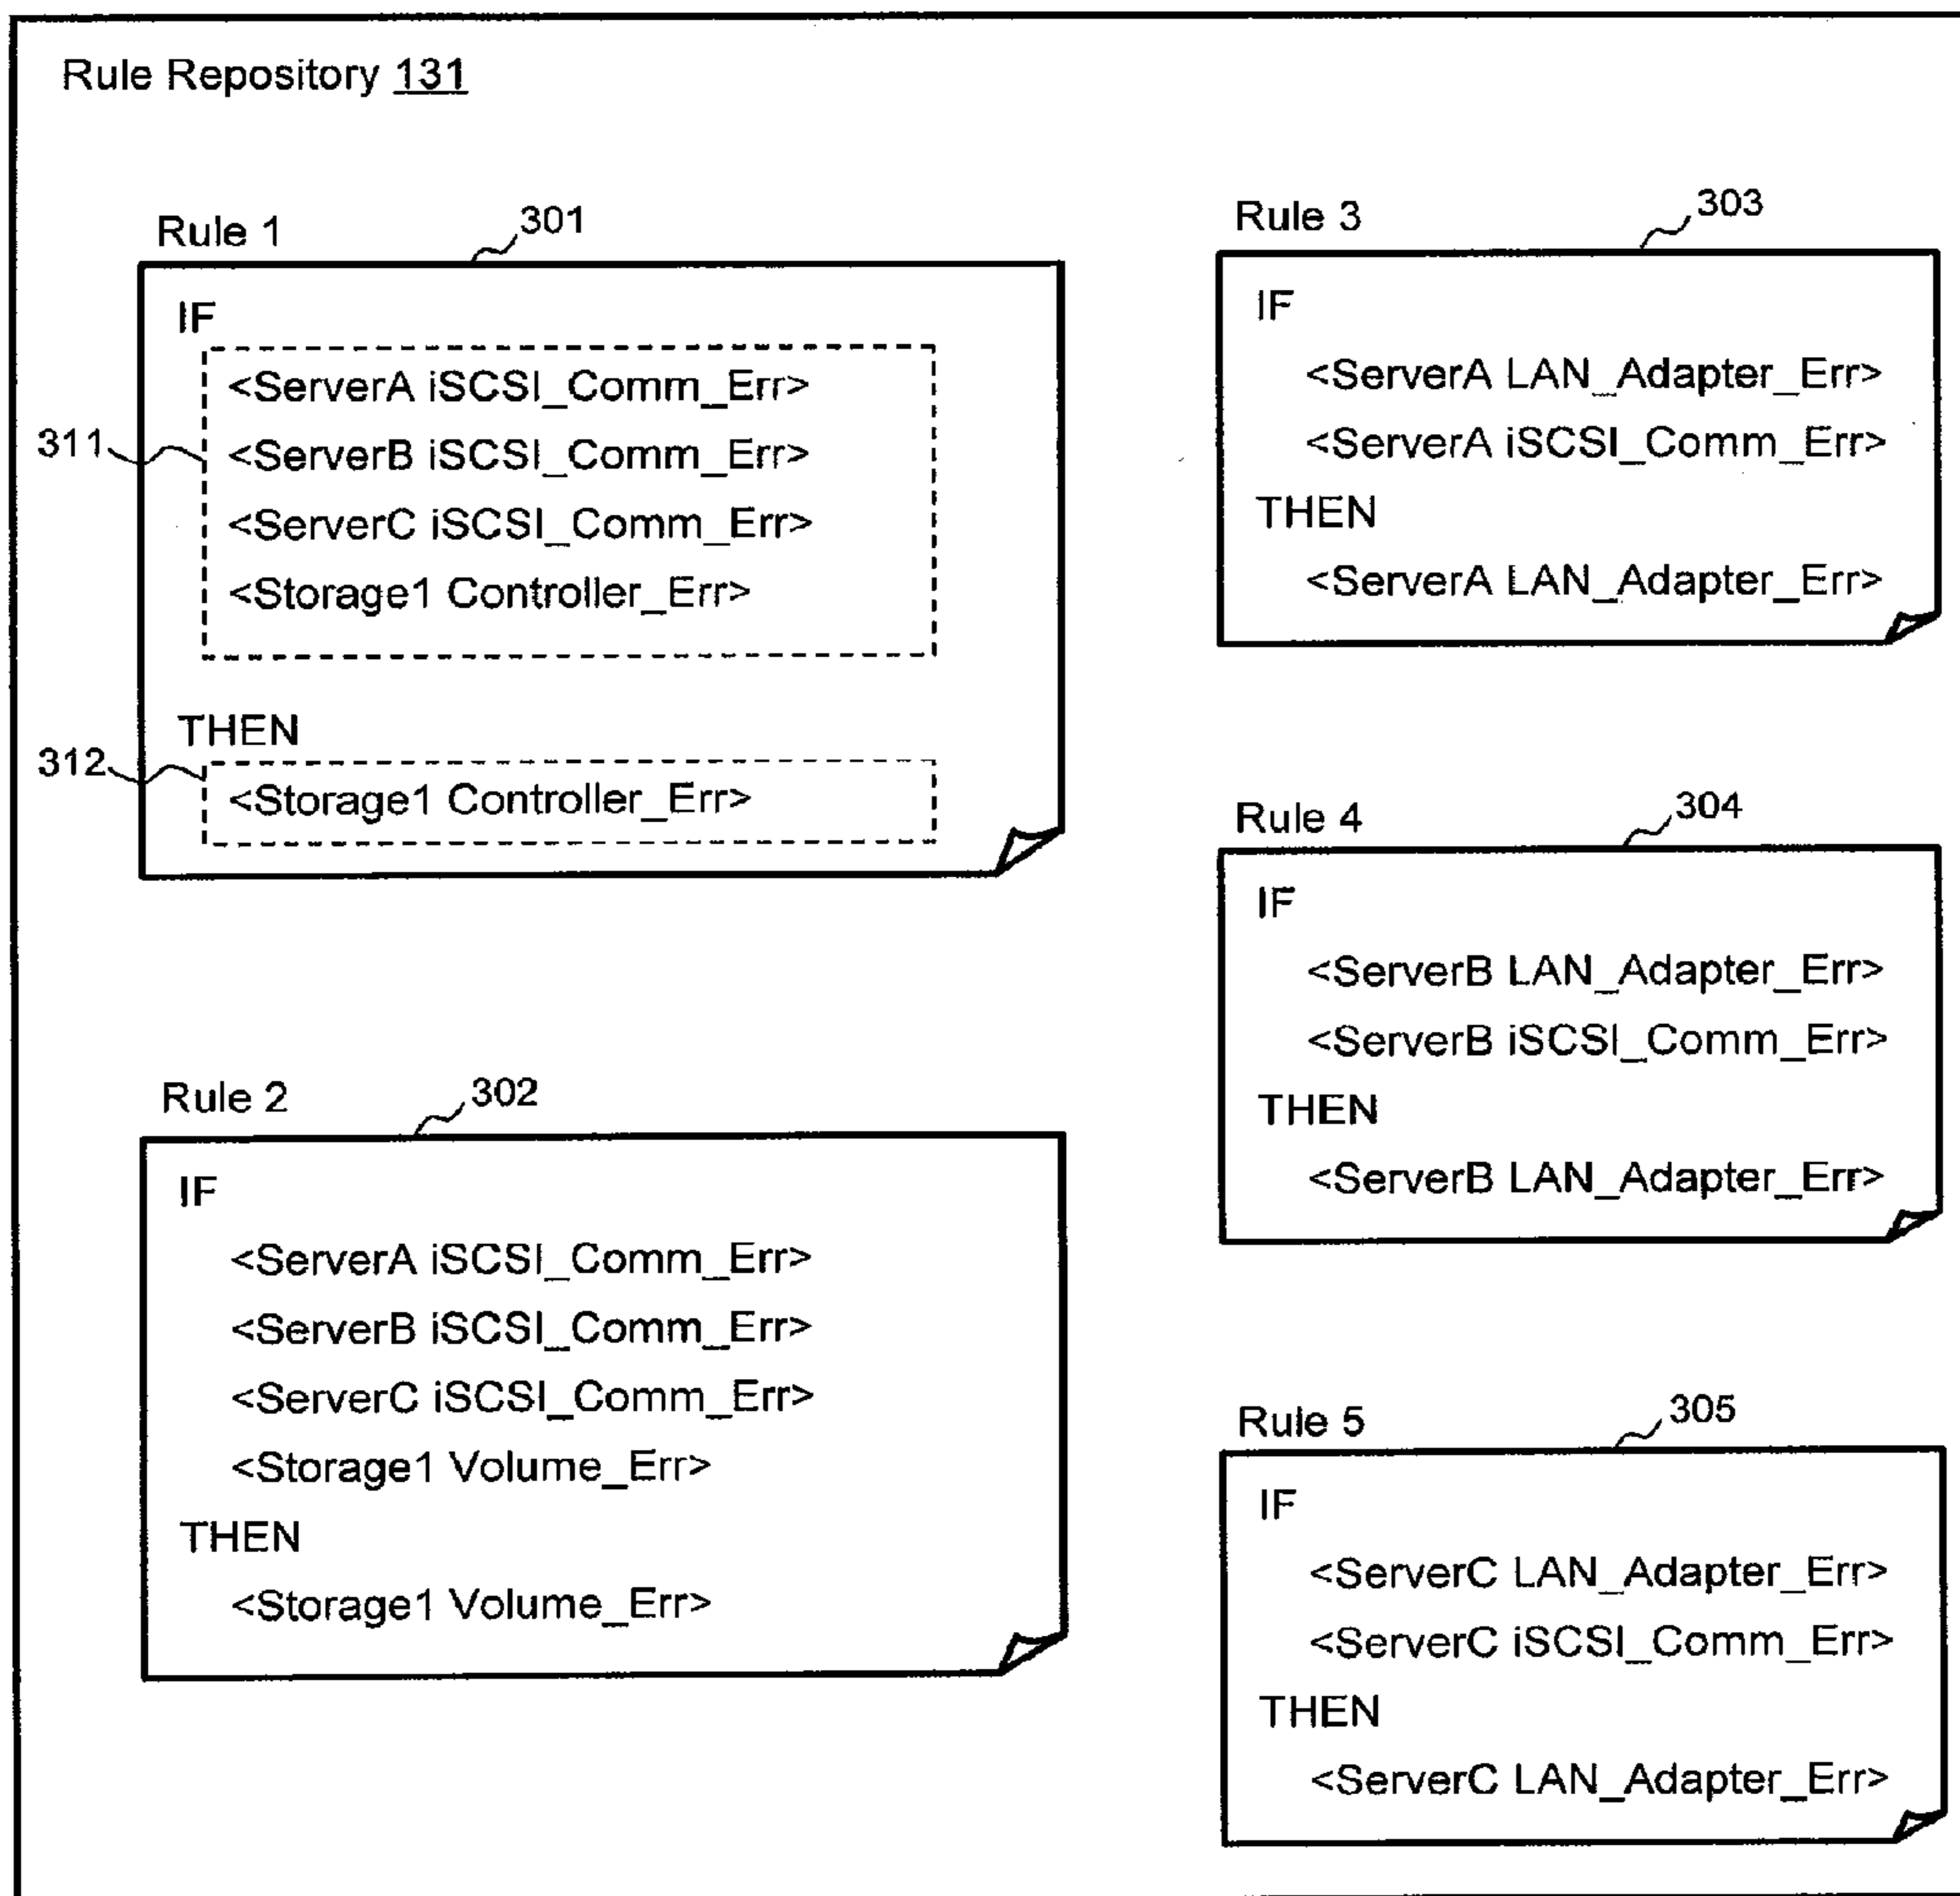 Rule Repository 131
Rule 1
301
IF
<ServerA iSCSI_Comm_Err>
311
<ServerB iSCSI_Comm_Err>
<ServerC iSCSI_Comm_Err>
<Storage1 Controller_Err>
THEN
312
<Storage1 Controller_Err>
Rule 2
302
IF
<ServerA iSCSI_Comm_Err>
<ServerB iSCSI_Comm_Err>
<ServerC iSCSI_Comm_Err>
<Storage1 Volume_Err>
THEN
<Storage1 Volume_Err>
Rule 3
303
IF
<ServerA LAN_Adapter_Err>
<ServerA iSCSI_Comm_Err>
THEN
<ServerA LAN_Adapter_Err>
Rule 4
304
IF
<ServerB LAN_Adapter_Err>
<ServerB iSCSI_Comm_Err>
THEN
<ServerB LAN_Adapter_Err>
Rule 5
305
IF
<ServerC LAN_Adapter_Err>
<ServerC iSCSI_Comm_Err>
THEN
<ServerC LAN_Adapter_Err>